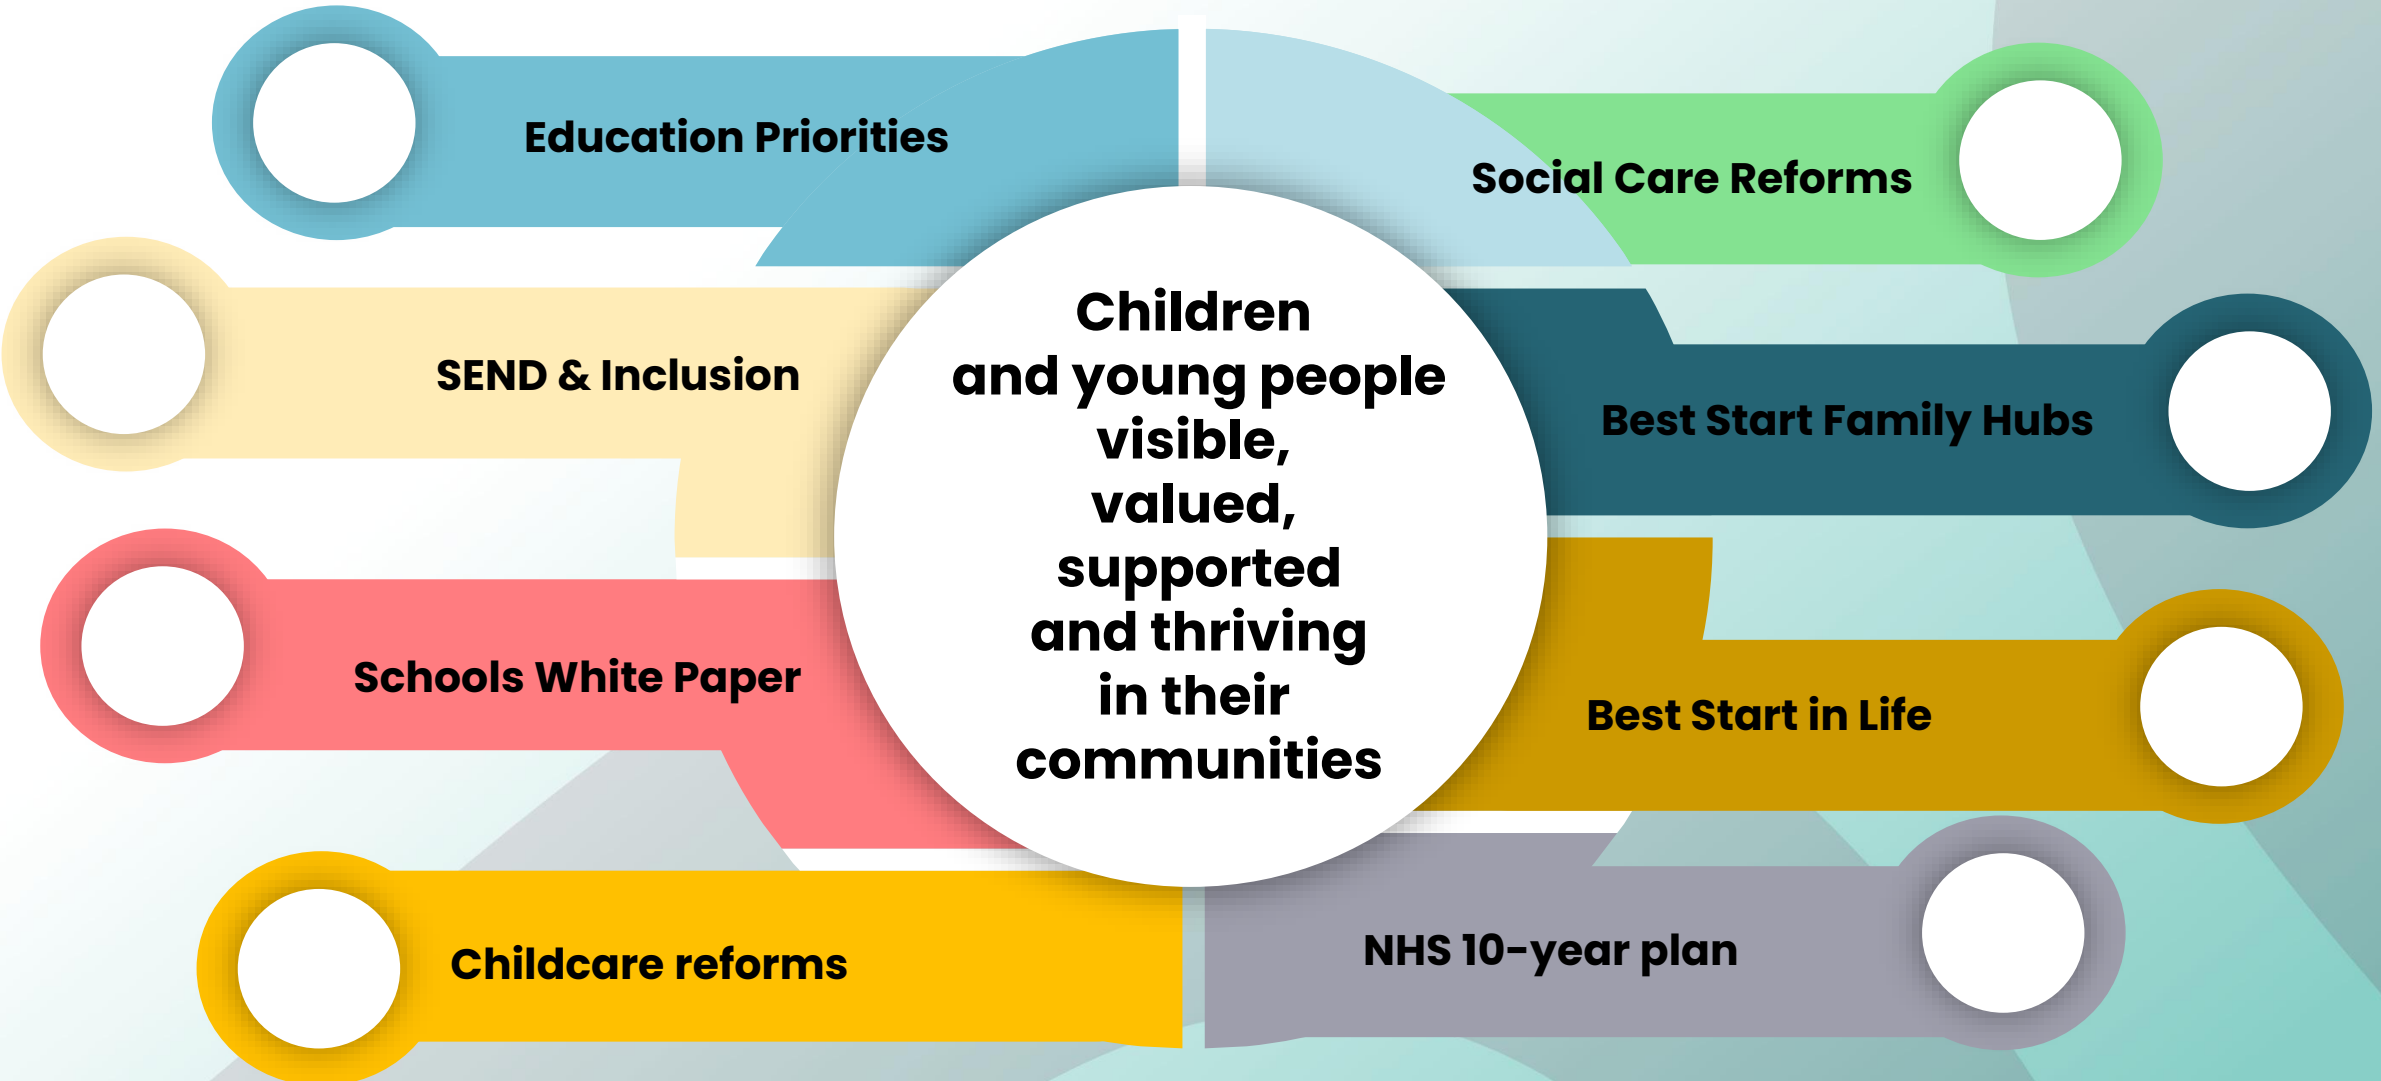 Education Priorities
SEND & Inclusion
Schools White Paper
Childcare reforms
Children
and young people
visible,
valued,
supported
and thriving
in their
communities
Social Care Reforms
Best Start Family Hubs
Best Start in Life
NHS 10-year plan